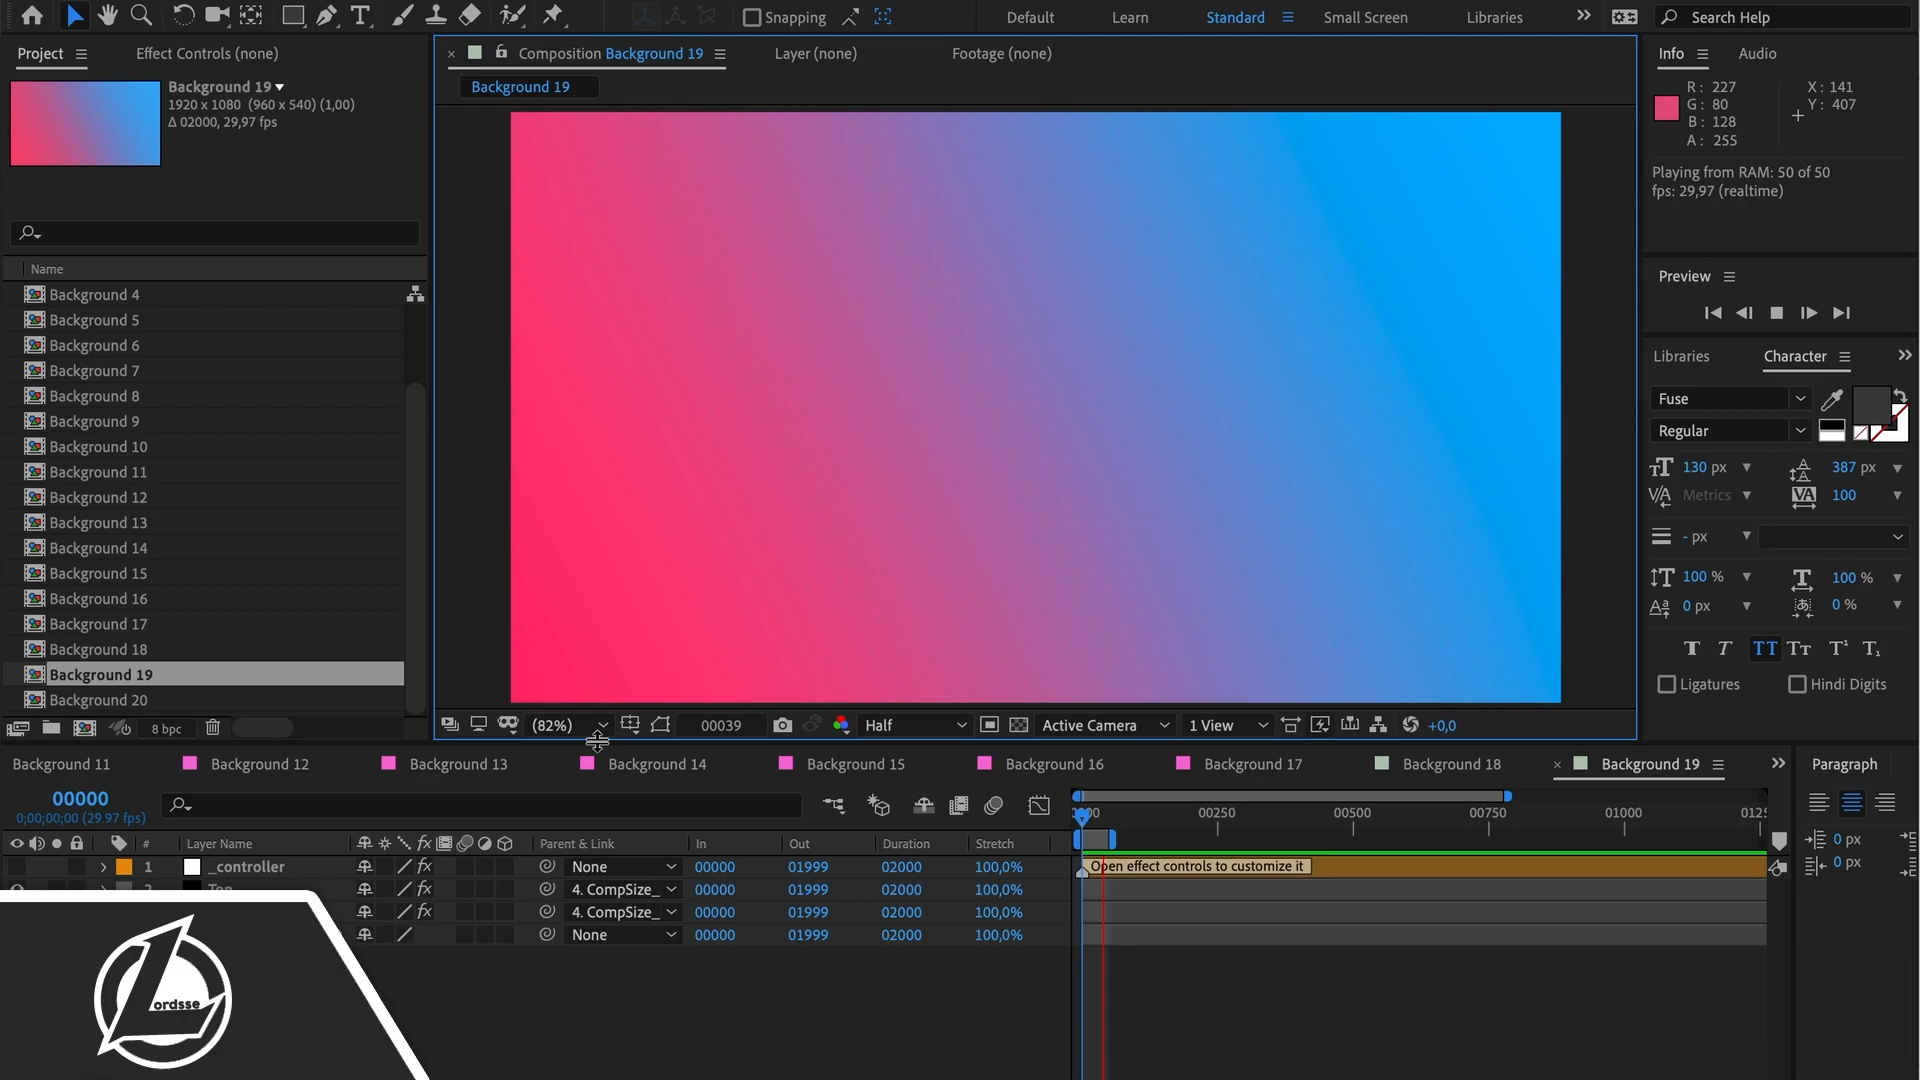 Snapping
Default
Learn
Standard
Small Screen
Libraries
Search Help
Project
Effect Controls (none)
Composition Background 19
Layer (none)
Footage (none)
Info
Audio
Background 19
1920 x 1080 (960 x 540) (1,00)
Δ 02000, 29,97 fps
Background 19
R: 227
G: 80
B: 128
A: 255
X: 141
Y: 407
Playing from RAM: 50 of 50
fps: 29,97 (realtime)
Name
Background 4
Background 5
Background 6
Background 7
Background 8
Background 9
Background 10
Background 11
Background 12
Background 13
Background 14
Background 15
Background 16
Background 17
Background 18
Background 19
Background 20
8 bpc
Preview
Libraries
Character
Fuse
Regular
130 px
387 px
Metrics
100
- px
100 %
100 %
0 px
0 %
Ligatures
Hindi Digits
(82%)
00039
Half
Active Camera
1 View
+0,0
Background 11
Background 12
Background 13
Background 14
Background 15
Background 16
Background 17
Background 18
Background 19
Paragraph
00000
0;00;00;00 (29.97 fps)
00250
00500
00750
01000
0 px
0 px
# Layer Name
Parent & Link
In
Out
Duration
Stretch
1 _controller None 00000 01999 02000 100,0%
Open effect controls to customize it
4. CompSize_ 00000 01999 02000 100,0%
4. CompSize_ 00000 01999 02000 100,0%
None 00000 01999 02000 100,0%
ordsse